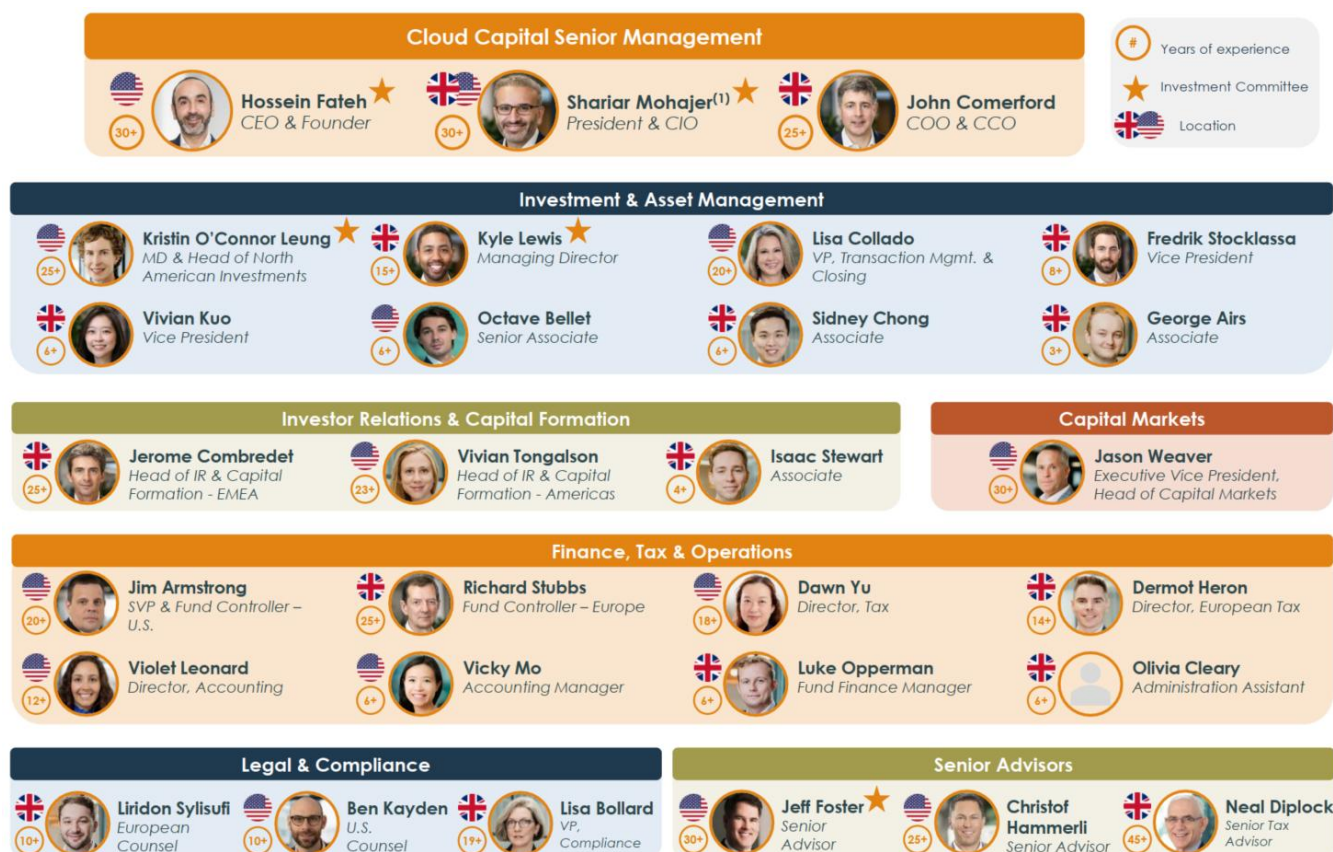 Cloud Capital Senior Management
30+
Hossein Fateh
CEO & Founder
30+
Shariar Mohajer(1)
President & CIO
25+
John Comerford
COO & CCO
#
Years of experience
Investment Committee
Location
Investment & Asset Management
25+
Kristin O'Connor Leung
MD & Head of North
American Investments
15+
Kyle Lewis
Managing Director
20+
Lisa Collado
VP, Transaction Mgmt. &
Closing
8+
Fredrik Stocklassa
Vice President
6+
Vivian Kuo
Vice President
6+
Octave Bellet
Senior Associate
6+
Sidney Chong
Associate
3+
George Airs
Associate
Investor Relations & Capital Formation
25+
Jerome Combredet
Head of IR & Capital
Formation - EMEA
23+
Vivian Tongalson
Head of IR & Capital
Formation - Americas
4+
Isaac Stewart
Associate
Capital Markets
30+
Jason Weaver
Executive Vice President,
Head of Capital Markets
Finance, Tax & Operations
20+
Jim Armstrong
SVP & Fund Controller –
U.S.
25+
Richard Stubbs
Fund Controller – Europe
18+
Dawn Yu
Director, Tax
14+
Dermot Heron
Director, European Tax
12+
Violet Leonard
Director, Accounting
6+
Vicky Mo
Accounting Manager
6+
Luke Opperman
Fund Finance Manager
6+
Olivia Cleary
Administration Assistant
Legal & Compliance
10+
Liridon Sylisufi
European
Counsel
10+
Ben Kayden
U.S.
Counsel
19+
Lisa Bollard
VP,
Compliance
Senior Advisors
30+
Jeff Foster
Senior
Advisor
25+
Christof
Hammerli
Senior Advisor
45+
Neal Diplock
Senior Tax
Advisor